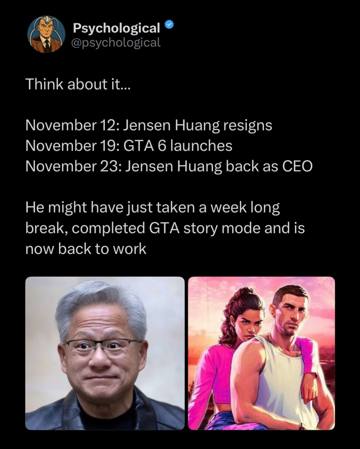 Psychological
@psychological
Think about it...
November 12: Jensen Huang resigns
November 19: GTA 6 launches
November 23: Jensen Huang back as CEO
He might have just taken a week long
break, completed GTA story mode and is
now back to work